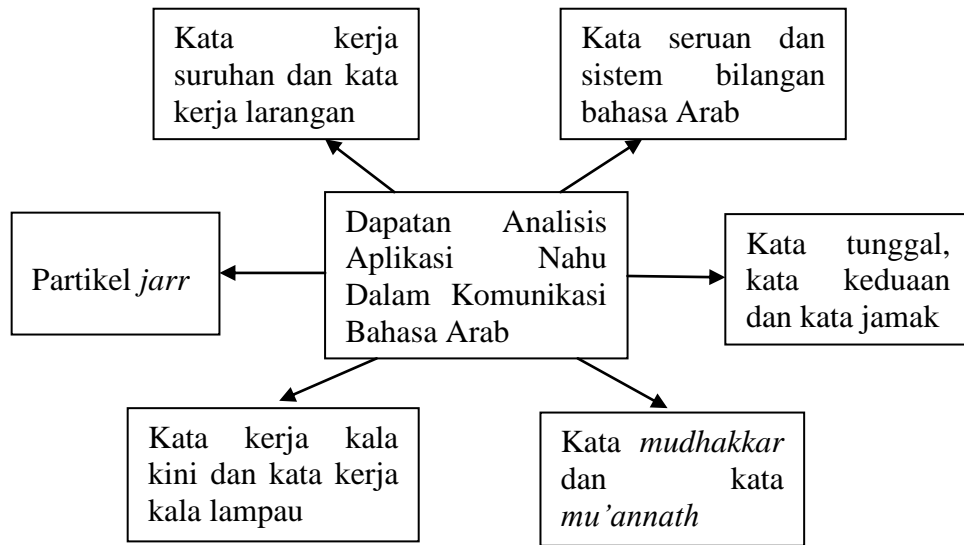 Kata kerja
suruhan dan kata
kerja larangan
Kata seruan dan
sistem bilangan
bahasa Arab
Partikel jarr
Dapatan Analisis
Aplikasi Nahu
Dalam Komunikasi
Bahasa Arab
Kata tunggal,
kata keduaan
dan kata jamak
Kata kerja kala
kini dan kata kerja
kala lampau
Kata mudhakkar
dan kata
mu’annath